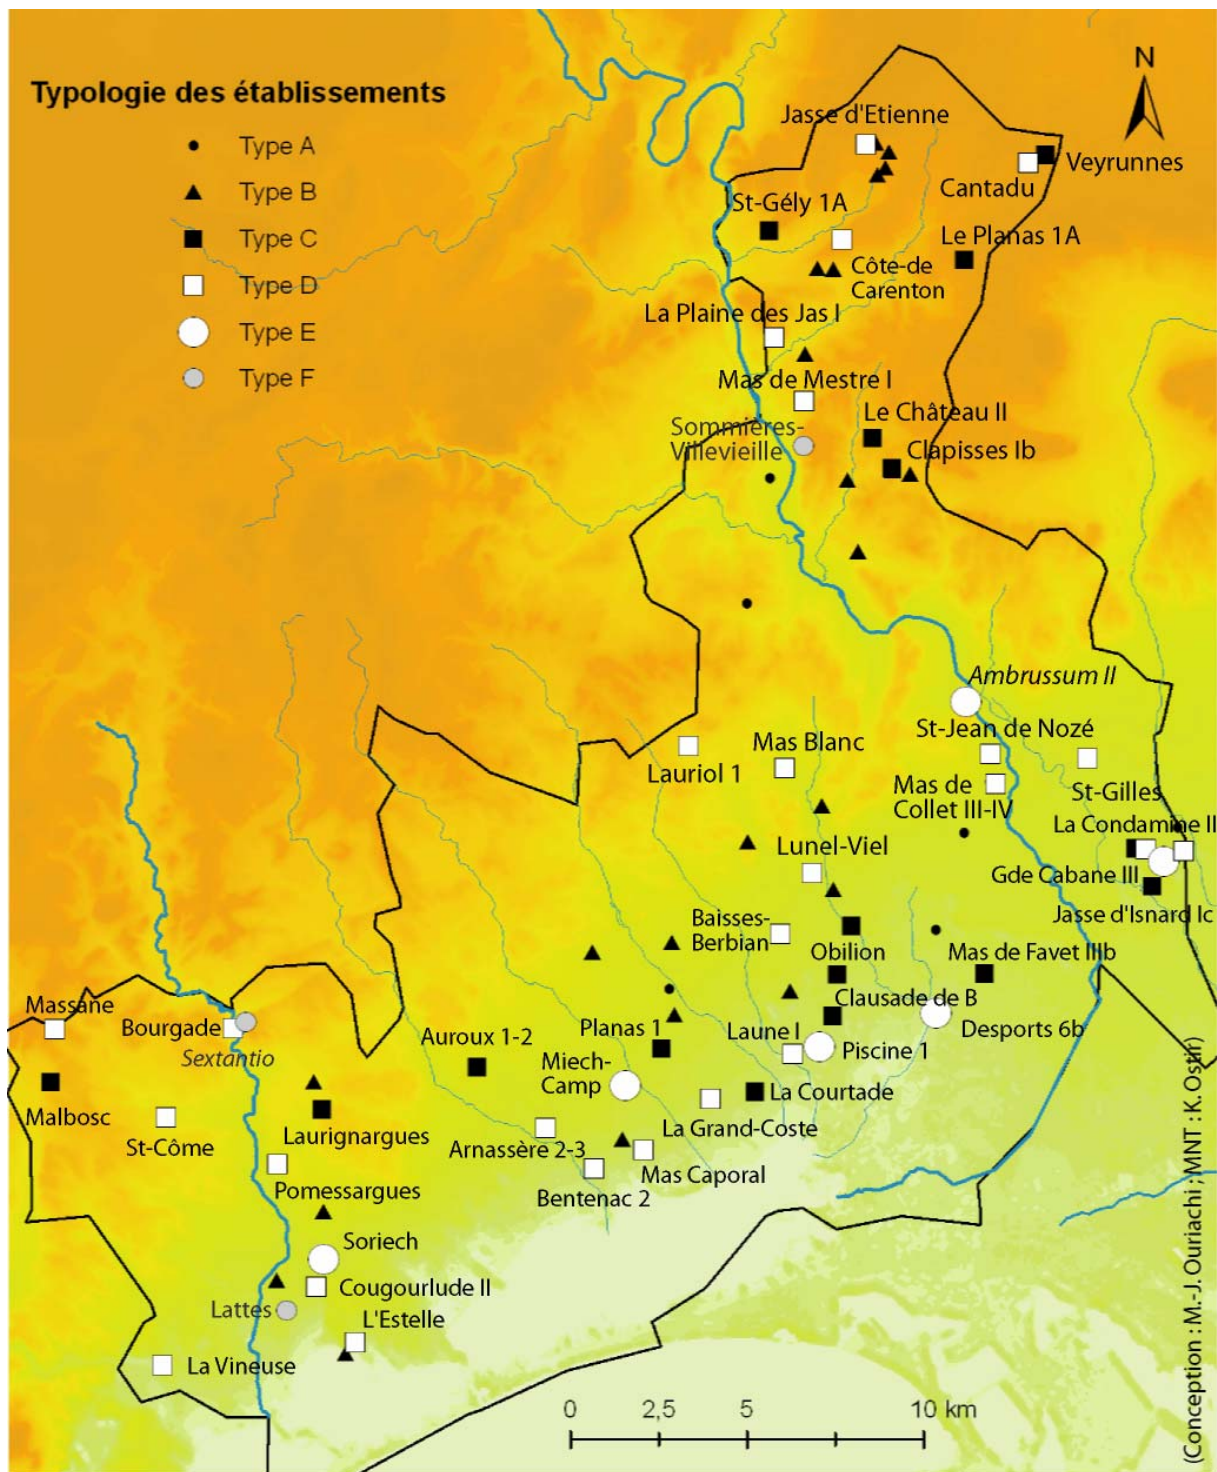 Typologie des établissements
Type A
Type B
Type C
Type D
Type E
Type F
N
Jasse d'Etienne
Veyrunnes
Cantadu
St-Gély 1A
Le Planas 1A
Côte-de
Carenton
La Plaine des Jas I
Mas de Mestre I
Le Château II
Sommières-
Villevieille
Clapisses Ib
Ambrussum II
St-Jean de Nozé
Mas Blanc
Lauriol 1
Mas de
Collet III-IV
St-Gilles
La Condamine II
Lunel-Viel
Gde Cabane III
Jasse d'Isnard Ic
Baisses-
Berbian
Obilion
Mas de Favet IIIb
Clausade de B
Massane
Bourgade
Sextantio
Auroux 1-2
Planas 1
Laune I
Piscine 1
Desports 6b
Miech-
Camp
La Courtade
Malbosc
St-Côme
Laurignargues
La Grand-Coste
Arnassère 2-3
Mas Caporal
Bentenac 2
Pomessargues
Soriech
Cougourlude II
Lattes
L'Estelle
La Vineuse
0 2,5 5 10 km
(Conception : M.-J. Ouriachi ; MNT : K. Ostir)